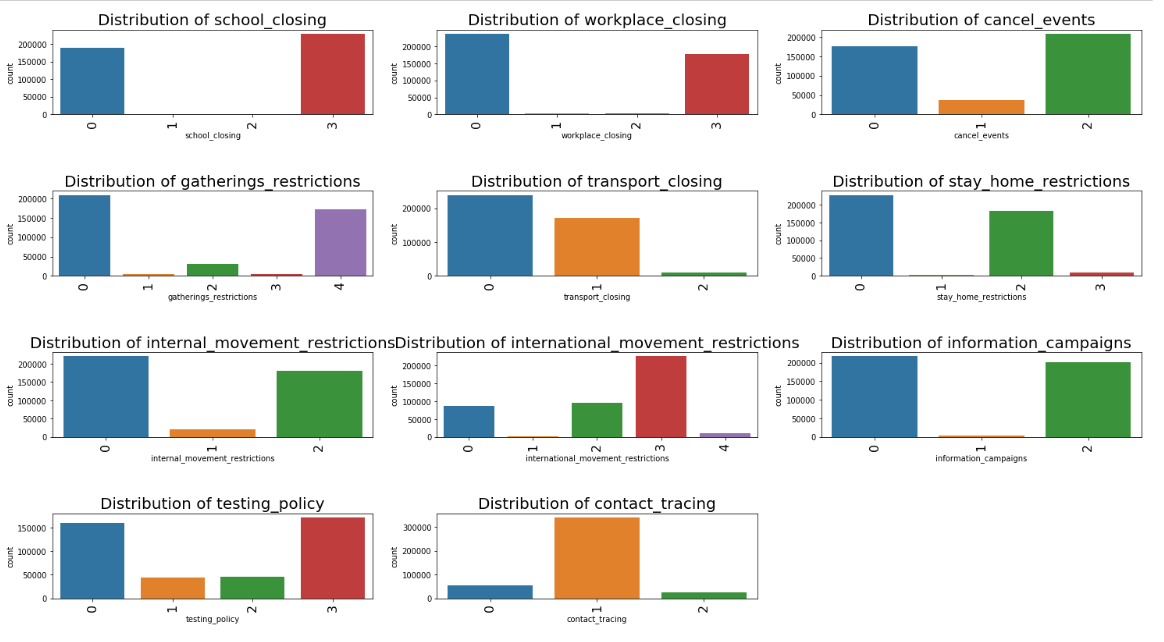 Distribution of school_closing
200000
150000
100000
50000
0
count
0 1 2 3
school_closing
Distribution of workplace_closing
200000
150000
100000
50000
0
count
0 1 2 3
workplace_closing
Distribution of cancel_events
200000
150000
100000
50000
0
count
0 1 2
cancel_events
Distribution of gatherings_restrictions
200000
150000
100000
50000
0
count
0 1 2 3 4
gatherings_restrictions
Distribution of transport_closing
200000
100000
0
count
0 1 2
transport_closing
Distribution of stay_home_restrictions
200000
150000
100000
50000
0
count
0 1 2 3
stay_home_restrictions
Distribution of internal_movement_restrictions
200000
150000
100000
50000
0
count
0 1 2
internal_movement_restrictions
Distribution of international_movement_restrictions
200000
150000
100000
50000
0
count
0 1 2 3 4
international_movement_restrictions
Distribution of information_campaigns
200000
150000
100000
50000
0
count
0 1 2
information_campaigns
Distribution of testing_policy
150000
100000
50000
0
count
0 1 2 3
testing_policy
Distribution of contact_tracing
300000
200000
100000
0
count
0 1 2
contact_tracing